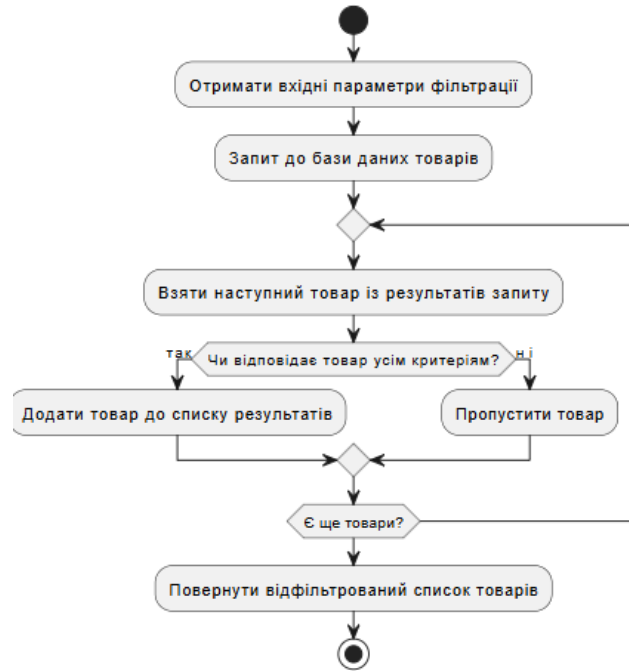 Отримати вхідні параметри фільтрації
Запит до бази даних товарів
Взяти наступний товар із результатів запиту
так
Чи відповідає товар усім критеріям?
ні
Додати товар до списку результатів
Пропустити товар
Є ще товари?
Повернути відфільтрований список товарів